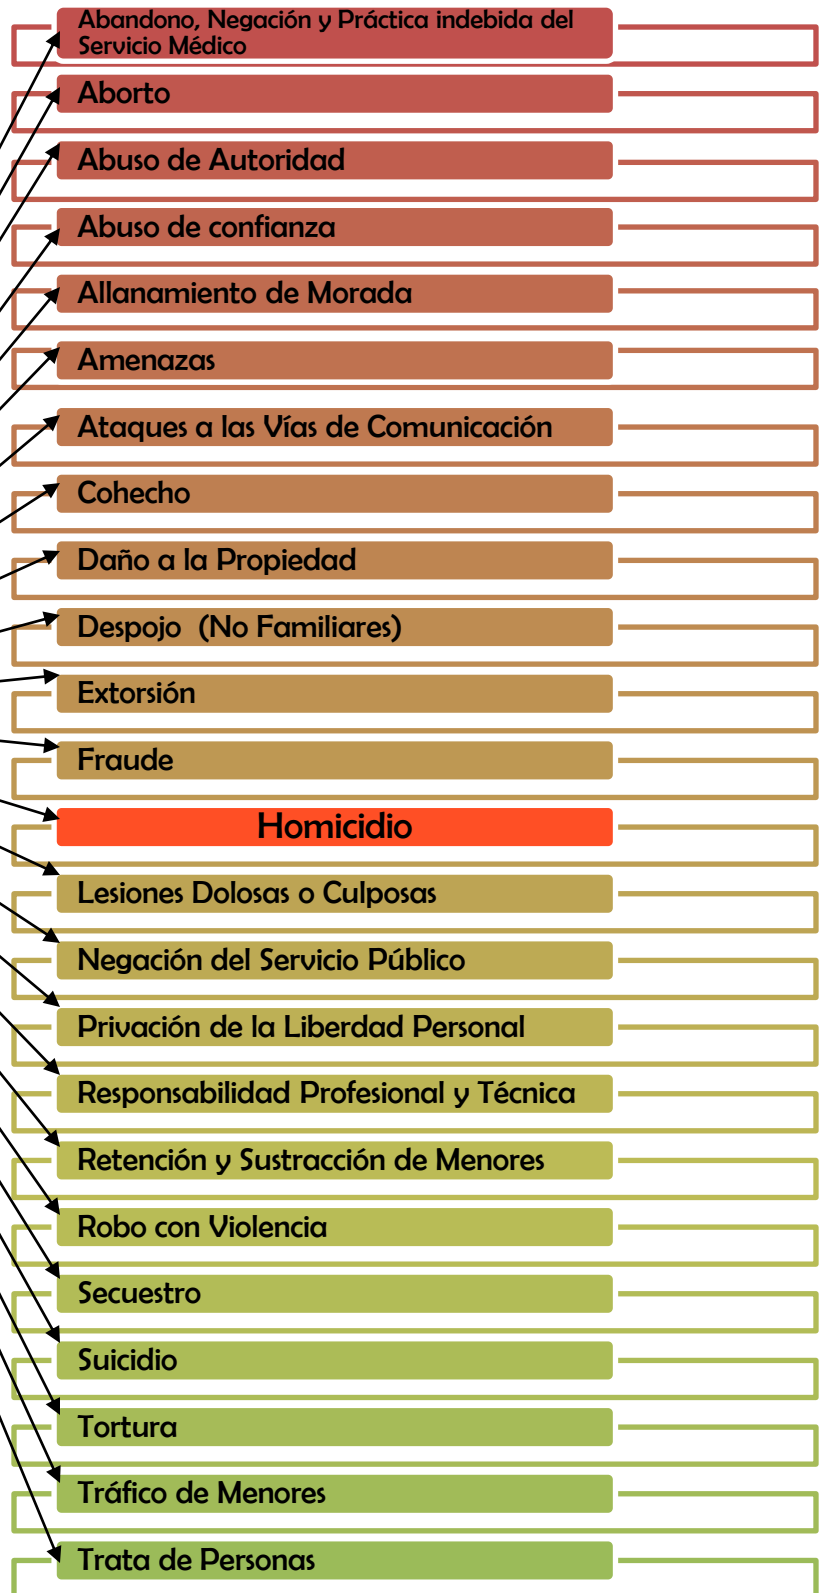 Abandono, Negación y Práctica indebida del
Servicio Médico
Aborto
Abuso de Autoridad
Abuso de confianza
Allanamiento de Morada
Amenazas
Ataques a las Vías de Comunicación
Cohecho
Daño a la Propiedad
Despojo  (No Familiares)
Extorsión
Fraude
Homicidio
Lesiones Dolosas o Culposas
Negación del Servicio Público
Privación de la Liberdad Personal
Responsabilidad Profesional y Técnica
Retención y Sustracción de Menores
Robo con Violencia
Secuestro
Suicidio
Tortura
Tráfico de Menores
Trata de Personas